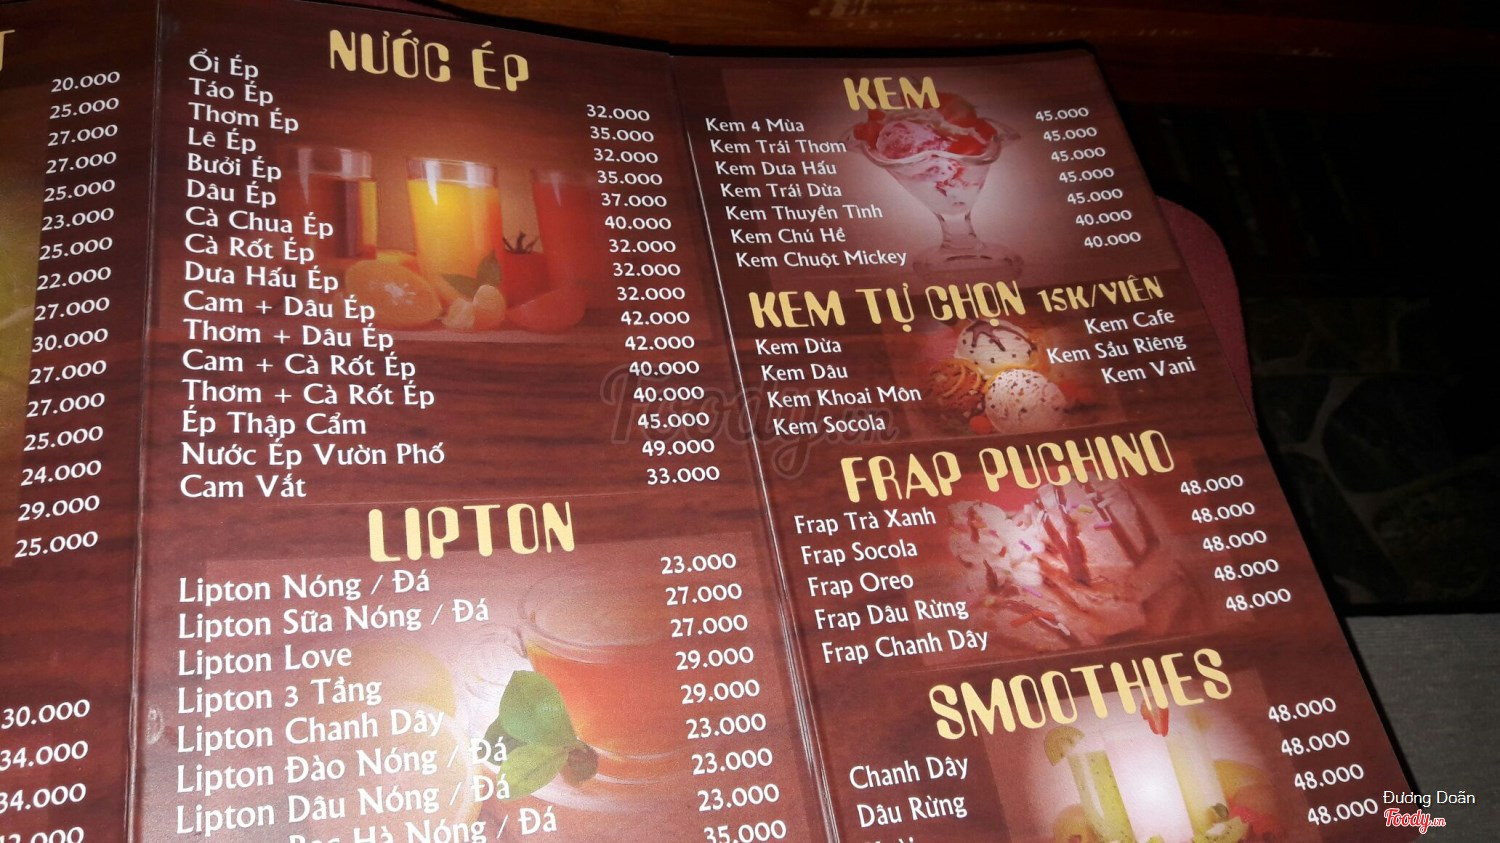 T
20.000
25.000
27.000
27.000
25.000
23.000
25.000
22.000
27.000
30.000
27.000
27.000
25.000
24.000
29.000
25.000
30.000
34.000
34.000
NƯỚC ÉP
Ổi Ép 32.000
Táo Ép 35.000
Thơm Ép 32.000
Lê Ép 35.000
Bưởi Ép 37.000
Dâu Ép 40.000
Cà Chua Ép 32.000
Cà Rốt Ép 32.000
Dưa Hấu Ép 32.000
Cam + Dâu Ép 42.000
Thơm + Dâu Ép 42.000
Cam + Cà Rốt Ép 40.000
Thơm + Cà Rốt Ép 40.000
Ép Thập Cẩm 45.000
Nước Ép Vườn Phố 49.000
Cam Vắt 33.000
LIPTON
Lipton Nóng / Đá 23.000
Lipton Sữa Nóng / Đá 27.000
Lipton Love 27.000
Lipton 3 Tầng 29.000
Lipton Chanh Dây 29.000
Lipton Đào Nóng / Đá 23.000
Lipton Dâu Nóng / Đá 23.000
Bạc Hà Nóng / Đá 23.000
35.000
KEM
Kem 4 Mùa 45.000
Kem Trái Thơm 45.000
Kem Dưa Hấu 45.000
Kem Trái Dừa 45.000
Kem Thuyền Tình 45.000
Kem Chú Hề 40.000
Kem Chuột Mickey 40.000
KEM TỰ CHỌN 15K/VIÊN
Kem Dừa Kem Cafe
Kem Dâu Kem Sầu Riêng
Kem Khoai Môn Kem Vani
Kem Socola
FRAP PUCHINO
Frap Trà Xanh 48.000
Frap Socola 48.000
Frap Oreo 48.000
Frap Dâu Rừng 48.000
Frap Chanh Dây 48.000
SMOOTHIES
Chanh Dây 48.000
Dâu Rừng 48.000
48.000
48.000
Foody.vn
Đương Doãn
Foody.vn